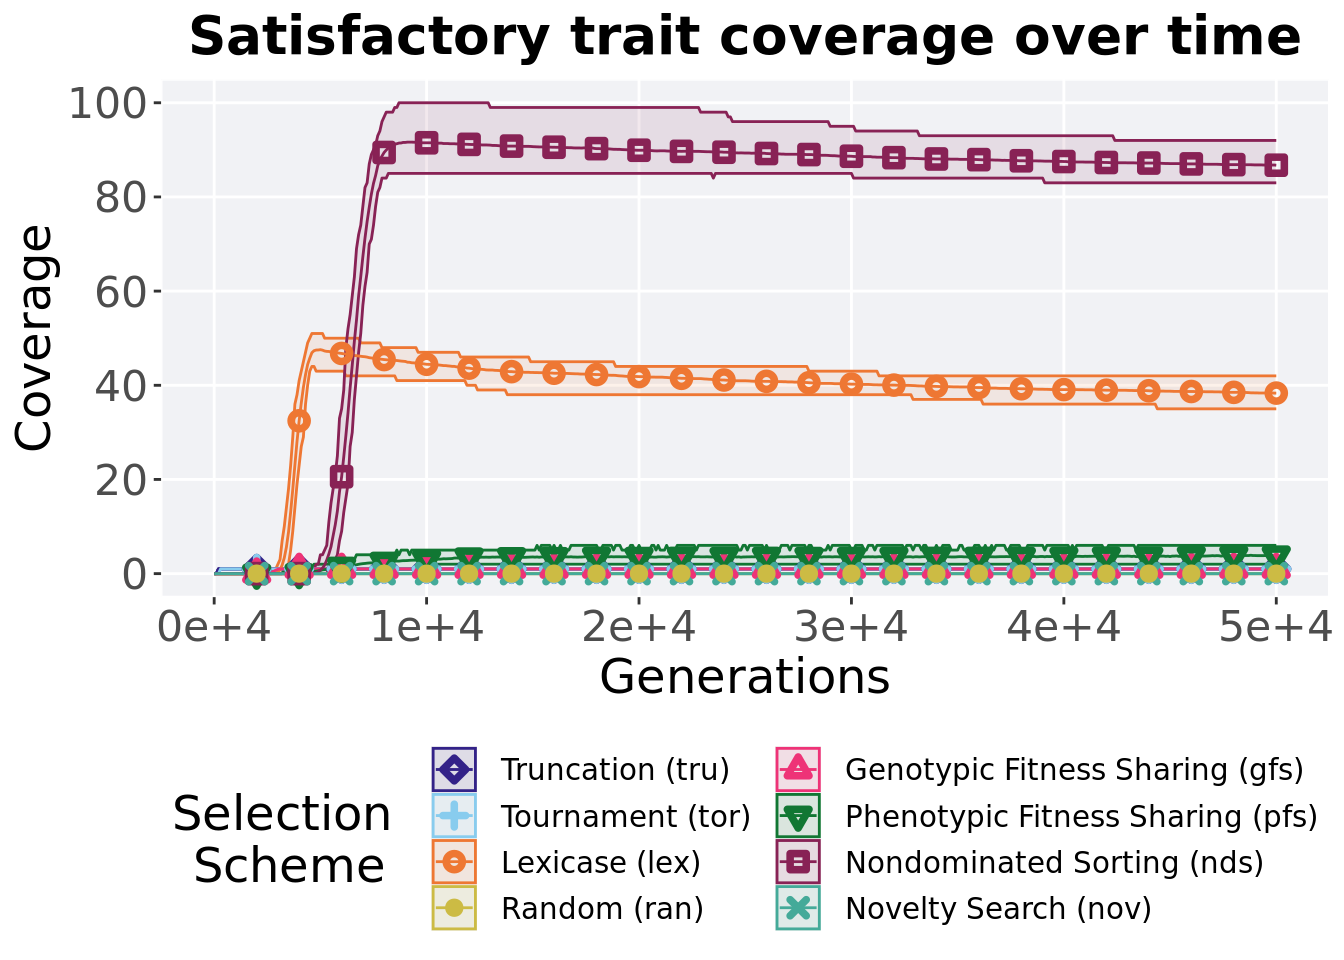 Satisfactory trait coverage over time
100
80
60
40
20
0
Coverage
0e+4 1e+4 2e+4 3e+4 4e+4 5e+4
Generations
Selection
Scheme
Truncation (tru)
Tournament (tor)
Lexicase (lex)
Random (ran)
Genotypic Fitness Sharing (gfs)
Phenotypic Fitness Sharing (pfs)
Nondominated Sorting (nds)
Novelty Search (nov)